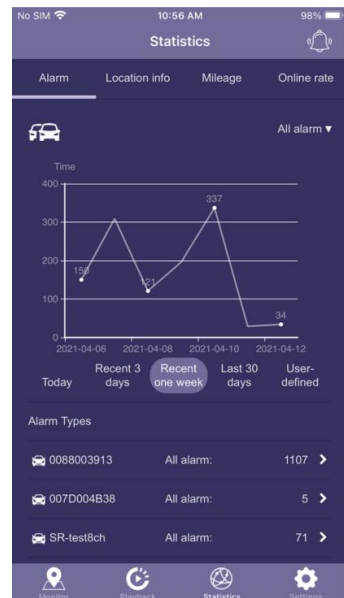 No SIM 10:56 AM 98%
Statistics
Alarm Location info Mileage Online rate
All alarm ▾
Time
400
337
300
200
150
121
100
34
0
2021-04-06 2021-04-08 2021-04-10 2021-04-12
Today Recent 3 days Recent one week Last 30 days User-defined
Alarm Types
0088003913 All alarm: 1107
007D004B38 All alarm: 5
SR-test8ch All alarm: 71
Monitor Playback Statistics Settings